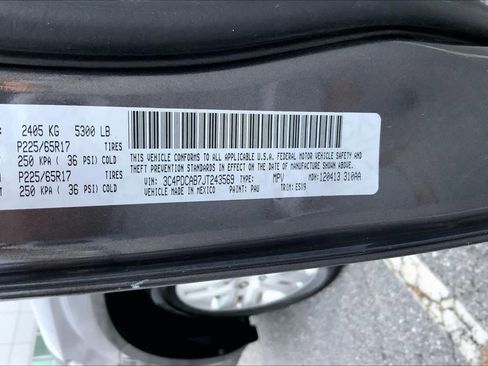 : 2405 KG 5300 LB
P225/65R17 TIRES
250 KPA ( 36 PSI) COLD
P225/65R17 TIRES
250 KPA ( 36 PSI) COLD
THIS VEHICLE CONFORMS TO ALL APPLICABLE U.S.A. FEDERAL MOTOR VEHICLE SAFETY,
BUMPER AND THEFT PREVENTION STANDARDS IN EFFECT ON THE DATE OF MANUFACTURE SHOWN ABOVE.
VIN: 3C4PDCAB7JT243569 TYPE: MPV MDH: 120413 310AA
VEHICLE MADE IN MEXICO PAINT: PAU TRIM: ES19